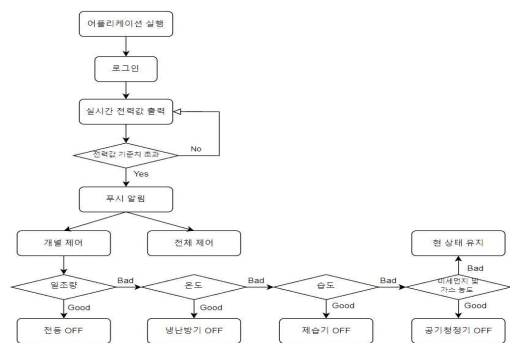 어플리케이션 실행
로그인
실시간 전력값 출력
전력값 기준치 초과
No
Yes
푸시 알림
개별 제어
전체 제어
현 상태 유지
일조량
Bad
온도
Bad
습도
Bad
미세먼지 및
가스 농도
Bad
Good
Good
Good
Good
전등 OFF
냉난방기 OFF
제습기 OFF
공기청정기 OFF